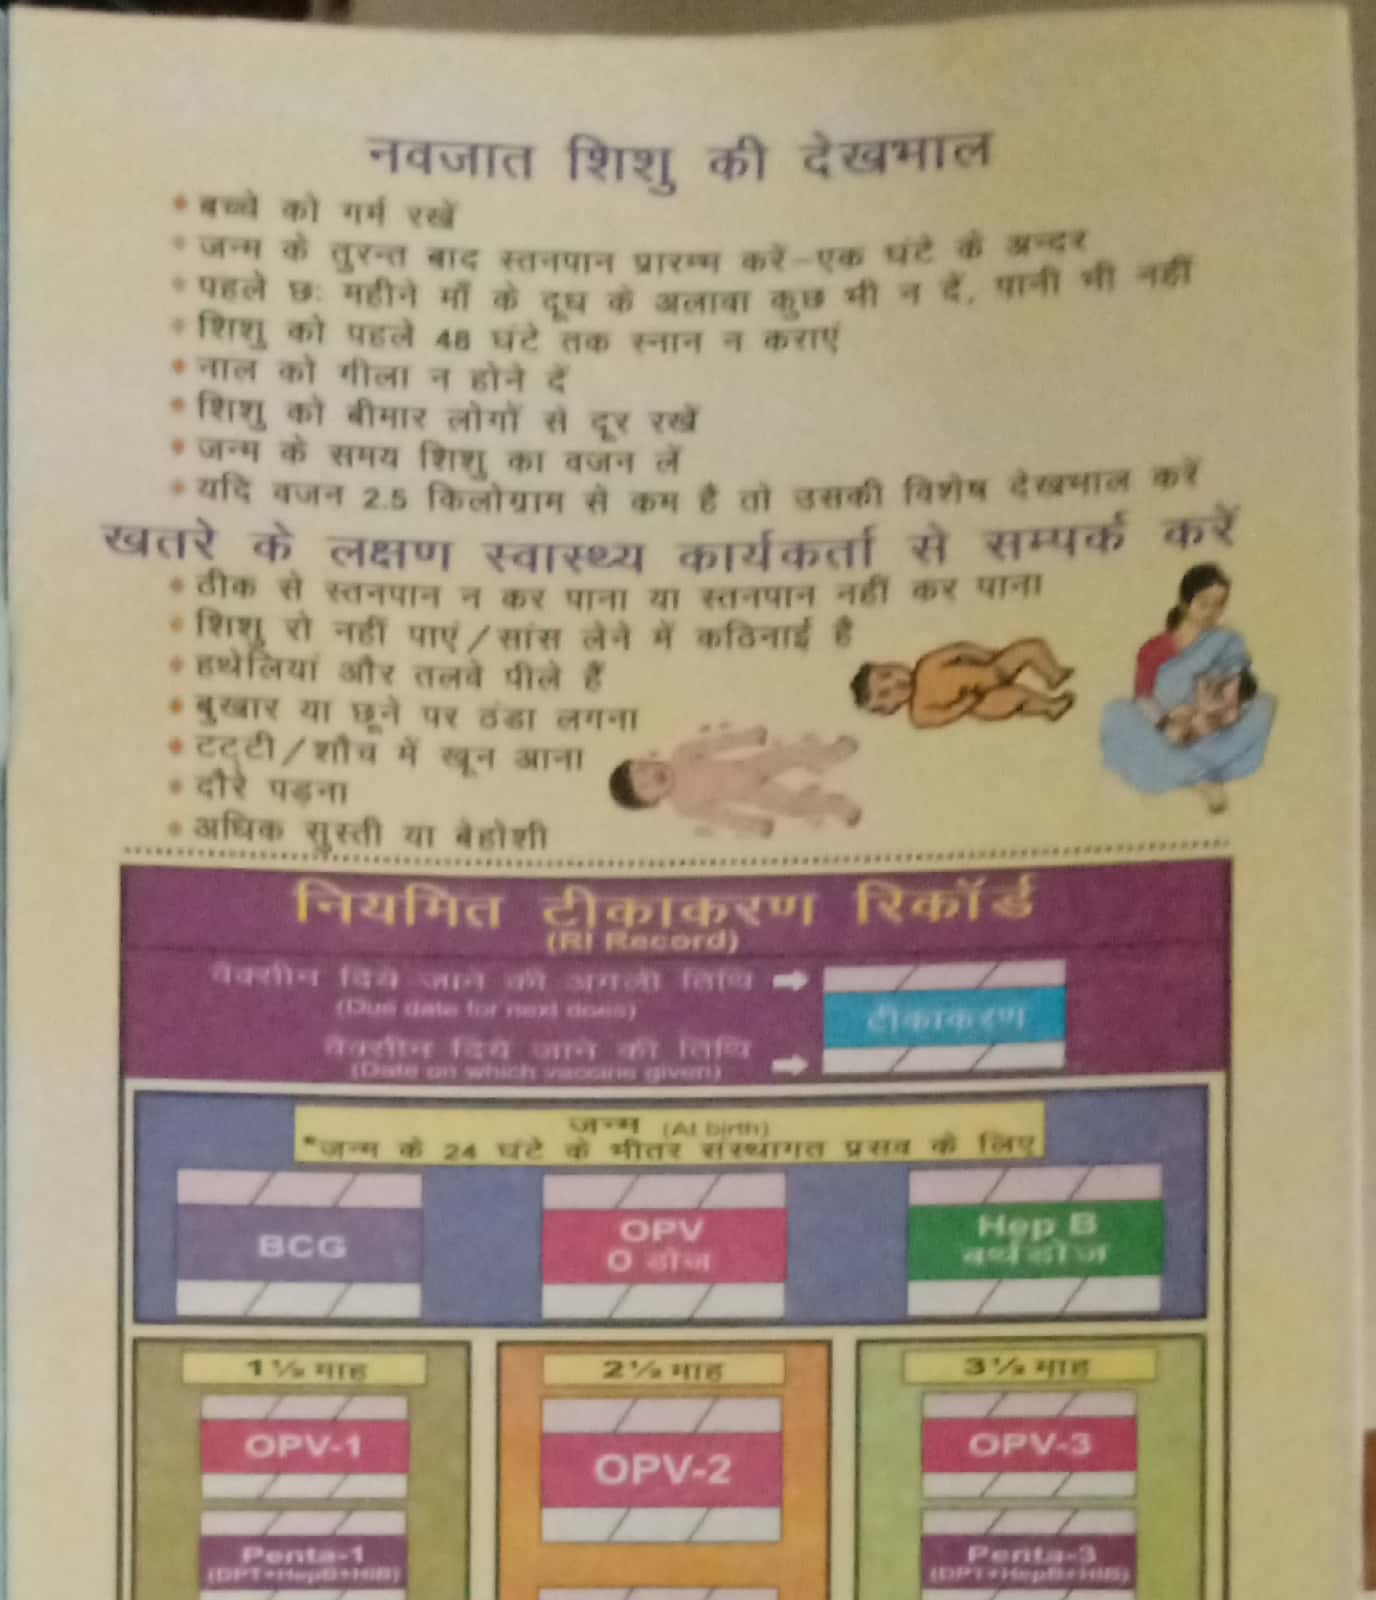 नवजात शिशु की देखभाल
बच्चे को गर्म रखें
जन्म के तुरन्त बाद स्तनपान प्रारम्भ करें–एक घंटे के अन्दर
पहले छः महीने माँ के दूध के अलावा कुछ भी न दें, पानी भी नहीं
शिशु को पहले 48 घंटे तक स्नान न कराएं
नाल को गीला न होने दें
शिशु को बीमार लोगों से दूर रखें
जन्म के समय शिशु का वजन लें
यदि वजन 2.5 किलोग्राम से कम है तो उसकी विशेष देखभाल करें
खतरे के लक्षण स्वास्थ्य कार्यकर्ता से सम्पर्क करें
ठीक से स्तनपान न कर पाना या स्तनपान नहीं कर पाना
शिशु रो नहीं पाएं/सांस लेने में कठिनाई है
हथेलियां और तलवे पीले हैं
बुखार या छूने पर ठंडा लगना
टट्टी/शौच में खून आना
दौरे पड़ना
अधिक सुस्ती या बेहोशी
नियमित टीकाकरण रिकॉर्ड
(RI Record)
वैक्सीन दिये जाने की अगली तिथि
(Due date for next dose)
टीकाकरण
वैक्सीन दिये जाने की तिथि
(Date on which vaccine given)
जन्म (At birth)
*जन्म के 24 घंटे के भीतर संस्थागत प्रसव के लिए
BCG
OPV
0 डोज
Hep B
बर्थ डोज
1½ माह
2½ माह
3½ माह
OPV-1
OPV-2
OPV-3
Penta-1
(DPT+HepB+HiB)
Penta-3
(DPT+HepB+HiB)